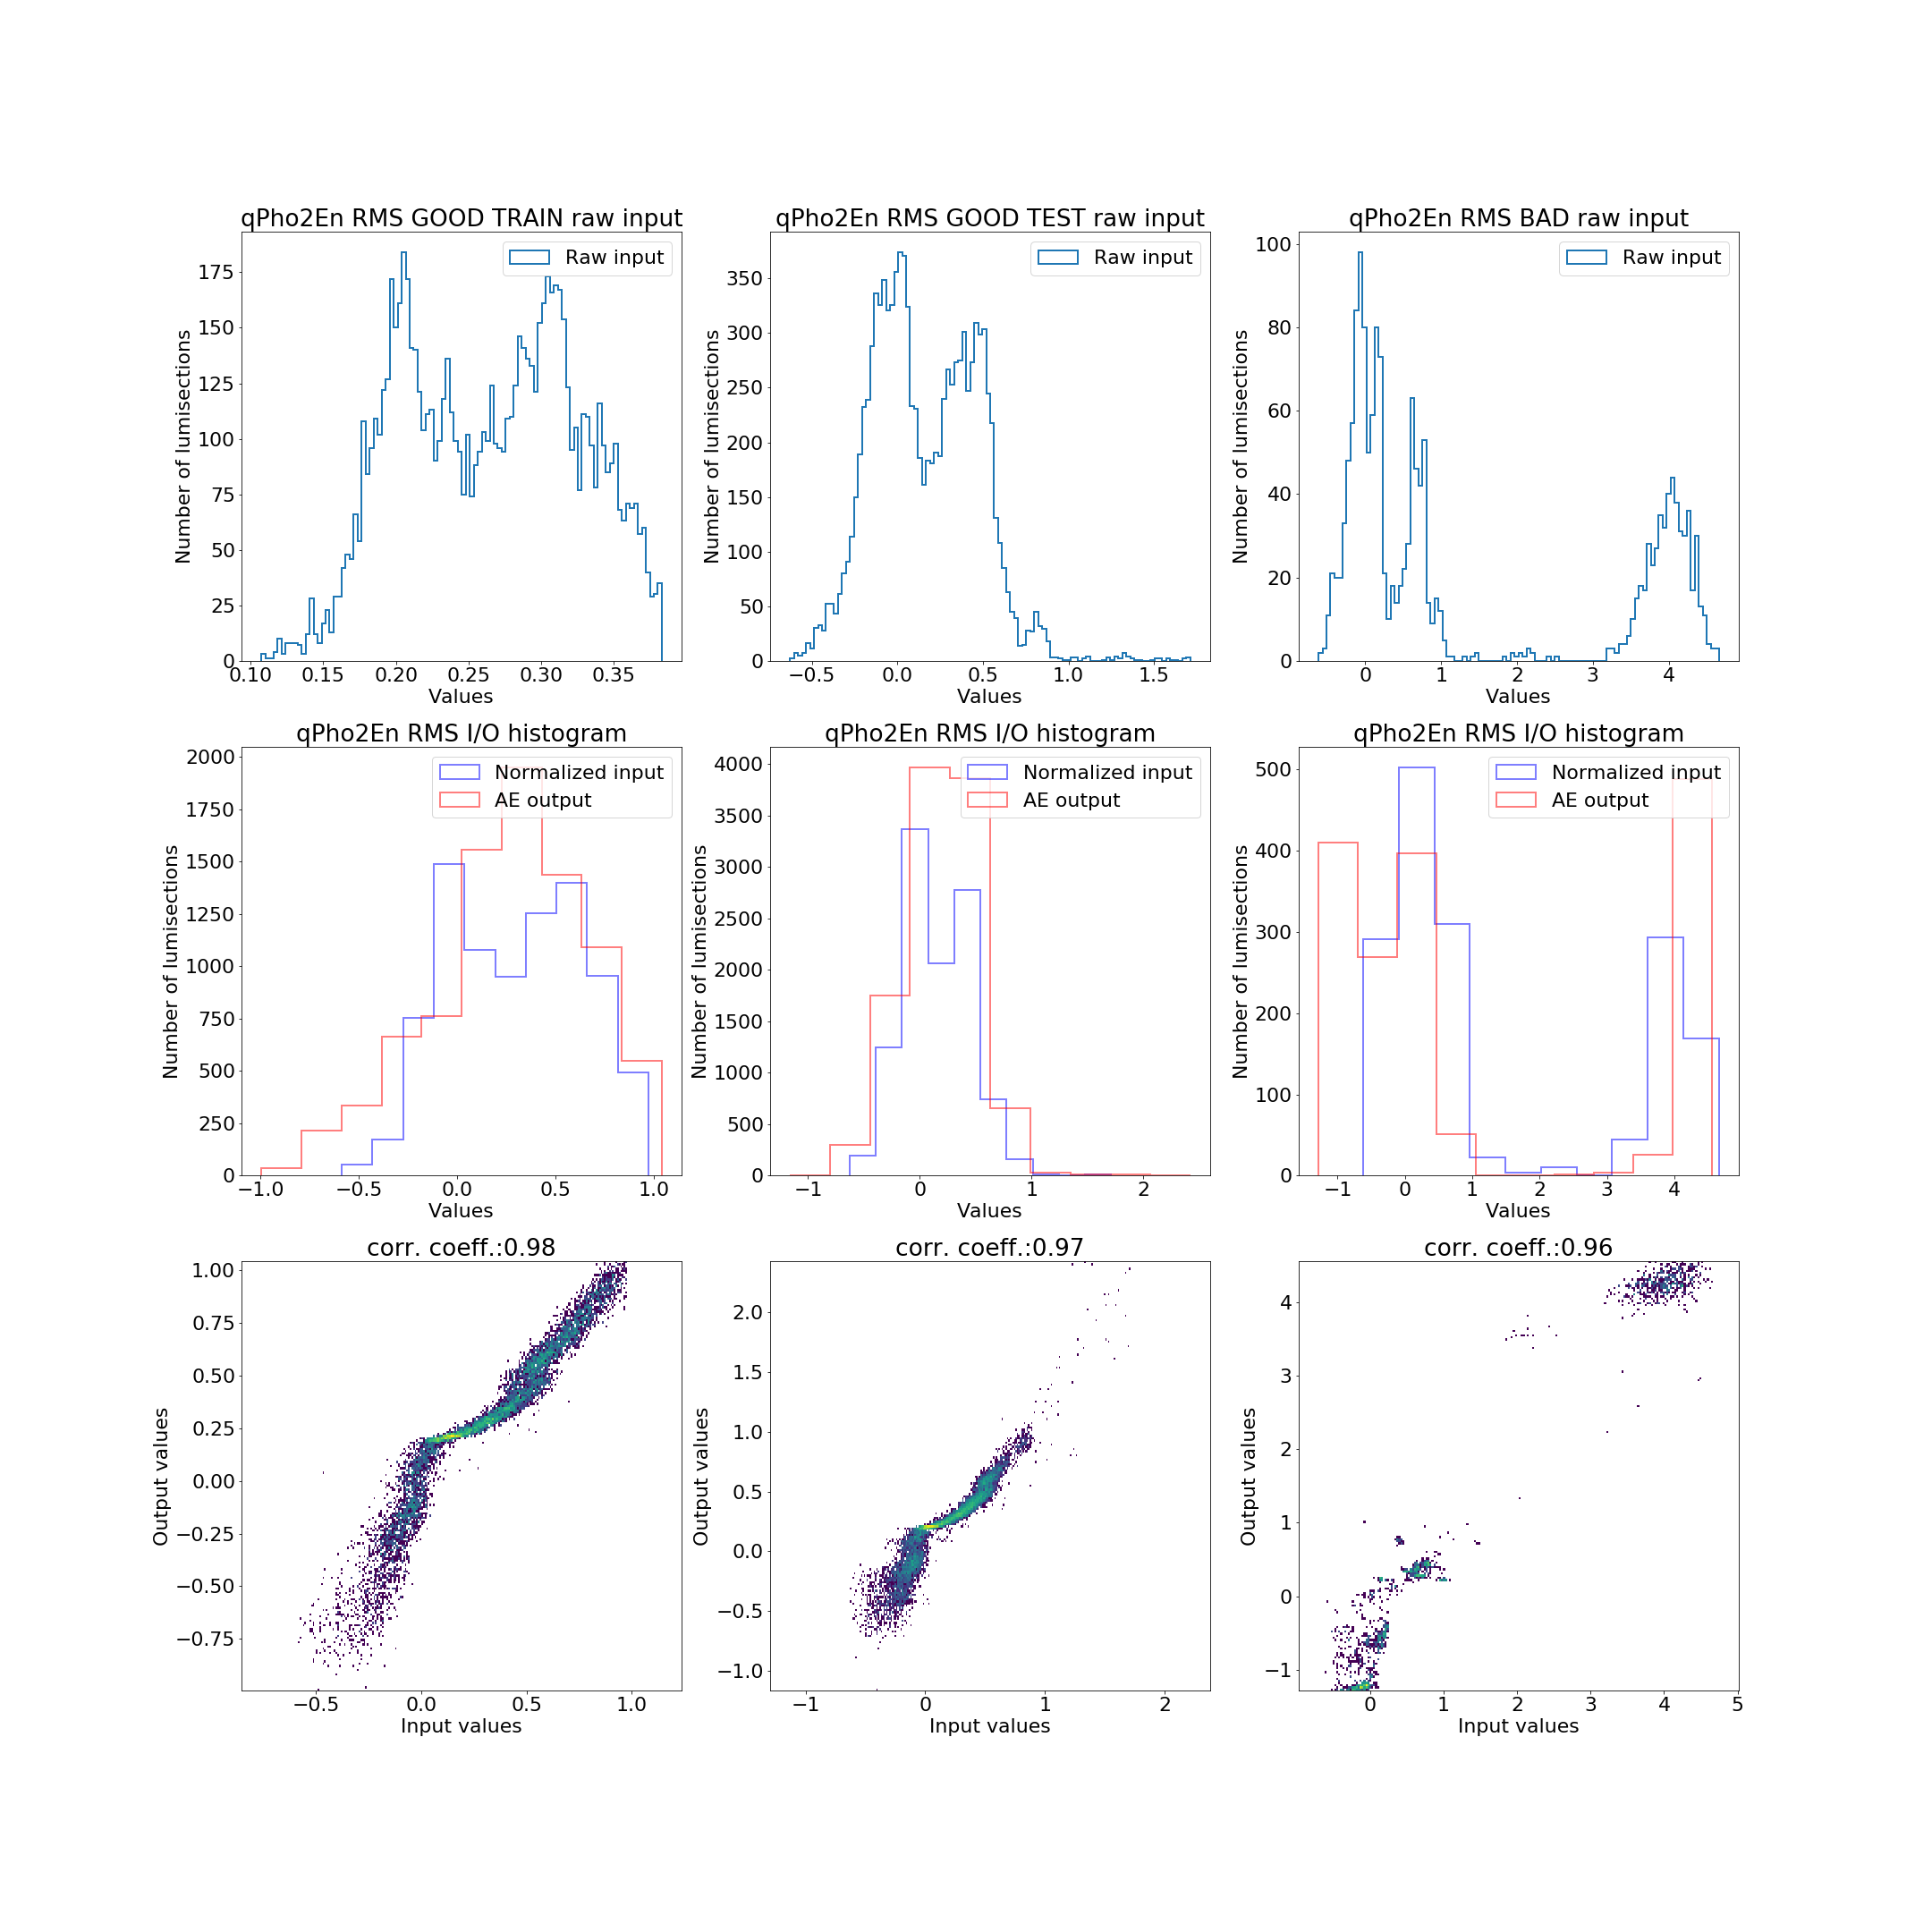 qPho2En RMS GOOD TRAIN raw input
qPho2En RMS GOOD TEST raw input
qPho2En RMS BAD raw input
Raw input
Raw input
Raw input
Number of lumisections
175
150
125
100
75
50
25
0
0.10 0.15 0.20 0.25 0.30 0.35
Values
Number of lumisections
350
300
250
200
150
100
50
0
−0.5 0.0 0.5 1.0 1.5
Values
Number of lumisections
100
80
60
40
20
0
0 1 2 3 4
Values
qPho2En RMS I/O histogram
qPho2En RMS I/O histogram
qPho2En RMS I/O histogram
Normalized input
AE output
Normalized input
AE output
Normalized input
AE output
Number of lumisections
2000
1750
1500
1250
1000
750
500
250
0
−1.0 −0.5 0.0 0.5 1.0
Values
Number of lumisections
4000
3500
3000
2500
2000
1500
1000
500
0
−1 0 1 2
Values
Number of lumisections
500
400
300
200
100
0
−1 0 1 2 3 4
Values
corr. coeff.:0.98
corr. coeff.:0.97
corr. coeff.:0.96
Output values
1.00
0.75
0.50
0.25
0.00
−0.25
−0.50
−0.75
−0.5 0.0 0.5 1.0
Input values
Output values
2.0
1.5
1.0
0.5
0.0
−0.5
−1.0
−1 0 1 2
Input values
Output values
4
3
2
1
0
−1
0 1 2 3 4 5
Input values